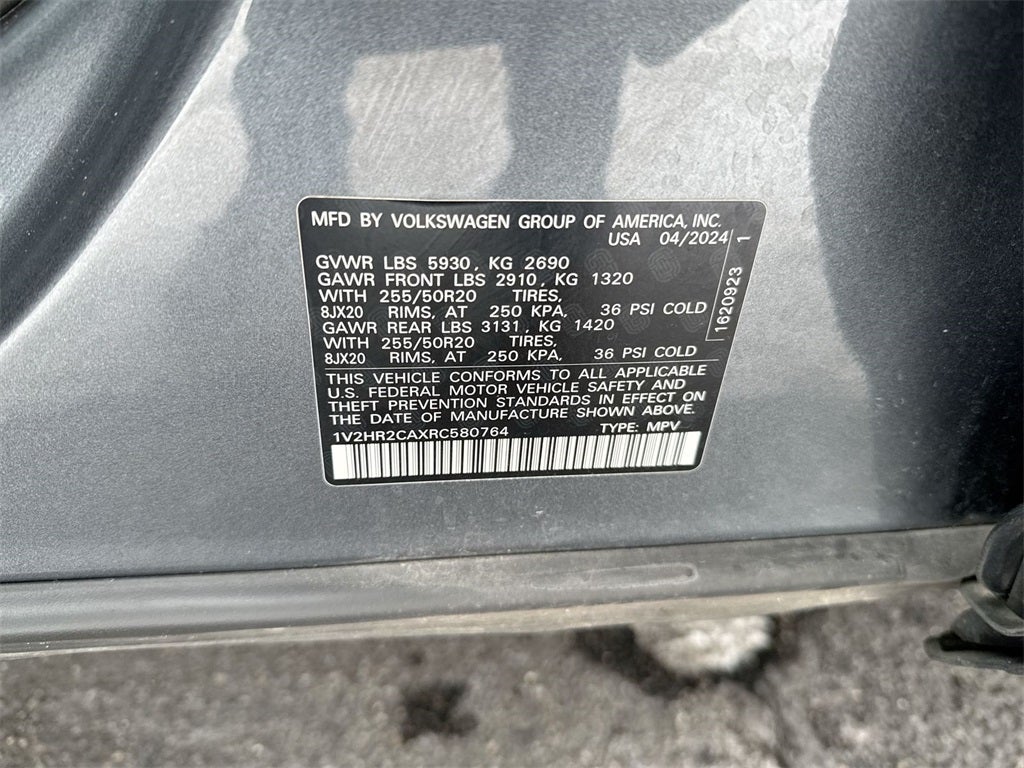 MFD BY VOLKSWAGEN GROUP OF AMERICA, INC.
USA 04/2024
GVWR LBS 5930, KG 2690
GAWR FRONT LBS 2910, KG 1320
WITH 255/50R20 TIRES,
8JX20 RIMS, AT 250 KPA, 36 PSI COLD
GAWR REAR LBS 3131, KG 1420
WITH 255/50R20 TIRES,
8JX20 RIMS, AT 250 KPA, 36 PSI COLD
1620923 1
THIS VEHICLE CONFORMS TO ALL APPLICABLE
U.S. FEDERAL MOTOR VEHICLE SAFETY AND
THEFT PREVENTION STANDARDS IN EFFECT ON
THE DATE OF MANUFACTURE SHOWN ABOVE.
1V2HR2CAXRC580764 TYPE: MPV